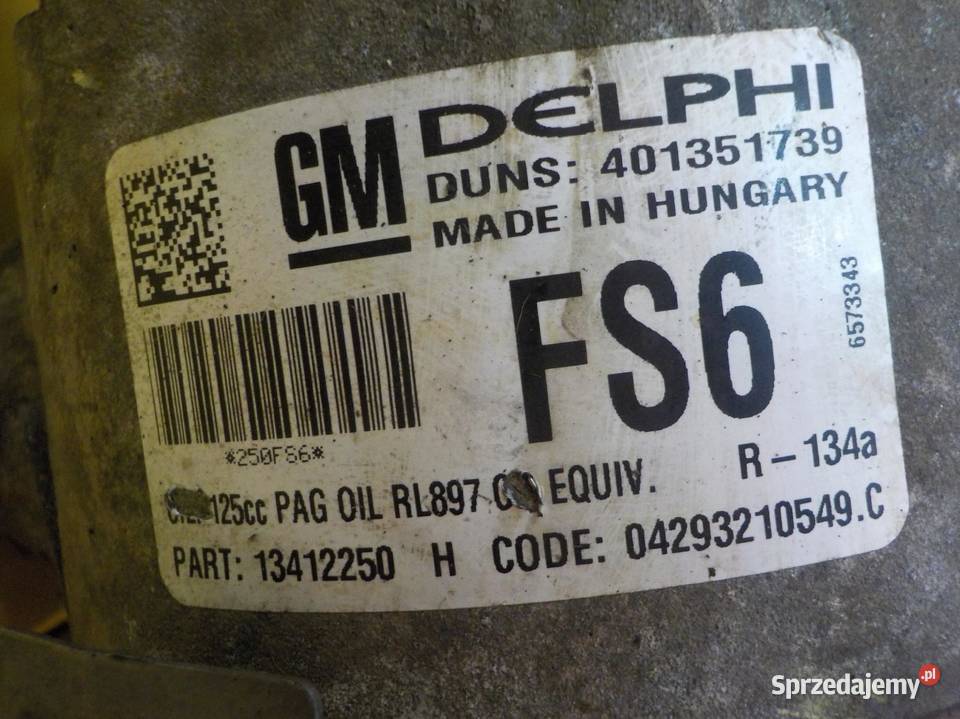 GM DELPHI
DUNS: 401351739
MADE IN HUNGARY
FS6
6573343
*250FS6*
R-134a
125cc PAG OIL RL897 EQUIV.
PART: 13412250 H CODE: 04293210549.C
Sprzedajemy.pl